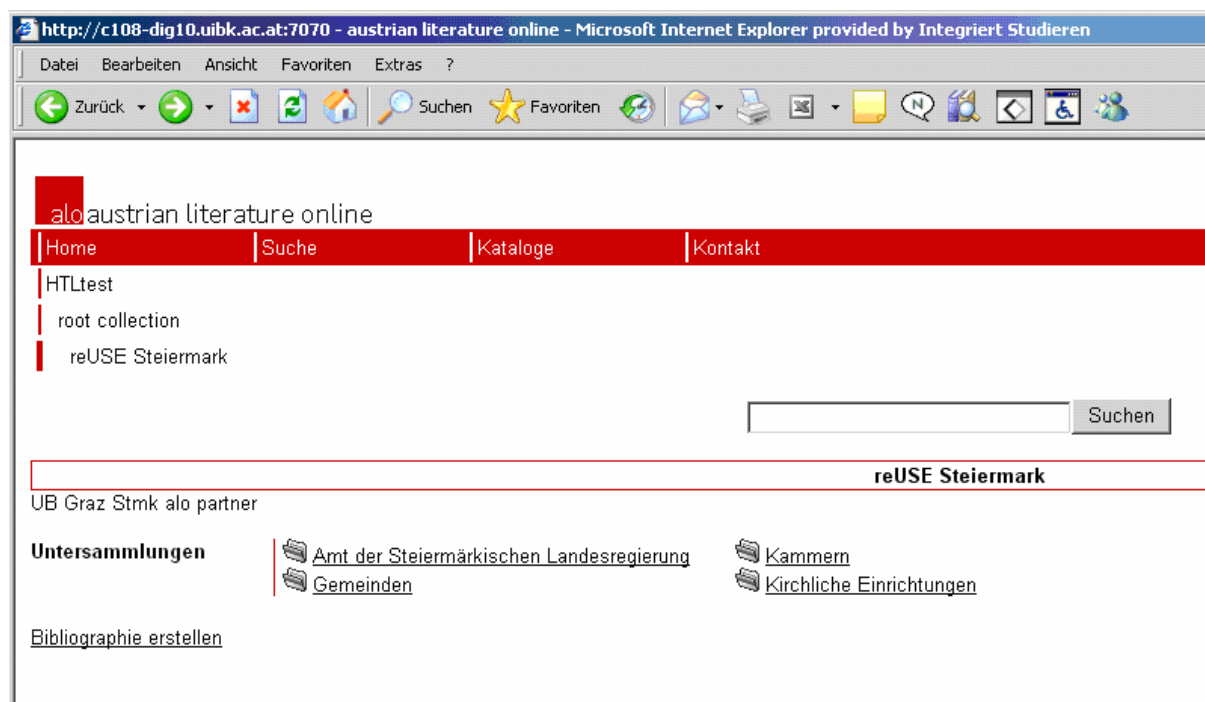 http://c108-dig10.uibk.ac.at:7070 - austrian literature online - Microsoft Internet Explorer provided by Integriert Studieren
Datei Bearbeiten Ansicht Favoriten Extras ?
Zurück Suchen Favoriten
alo austrian literature online
Home Suche Kataloge Kontakt
HTLtest
root collection
reUSE Steiermark
Suchen
reUSE Steiermark
UB Graz Stmk alo partner
Untersammlungen Amt der Steiermärkischen Landesregierung Kammern
Gemeinden Kirchliche Einrichtungen
Bibliographie erstellen